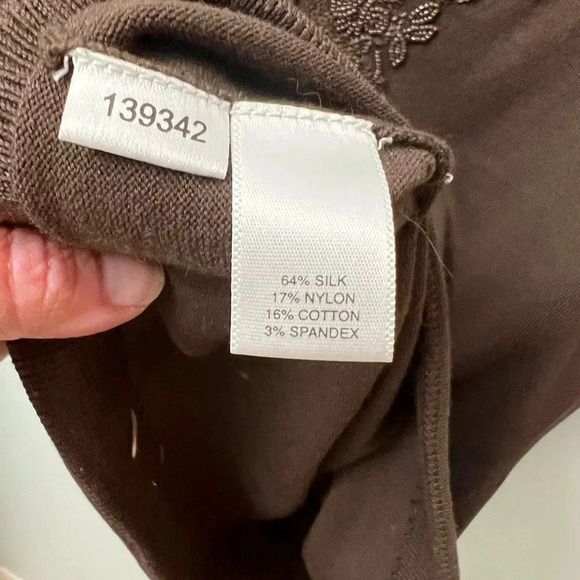 139342
64% SILK
17% NYLON
16% COTTON
3% SPANDEX